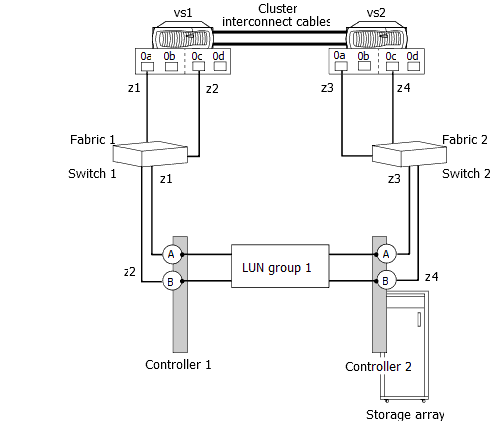 Cluster
interconnect cables
vs1
vs2
0a 0b 0c 0d
0a 0b 0c 0d
z1
z2
z3
z4
Fabric 1
Fabric 2
Switch 1
Switch 2
z1
z3
z2
z4
A
A
LUN group 1
B
B
Controller 1
Controller 2
Storage array